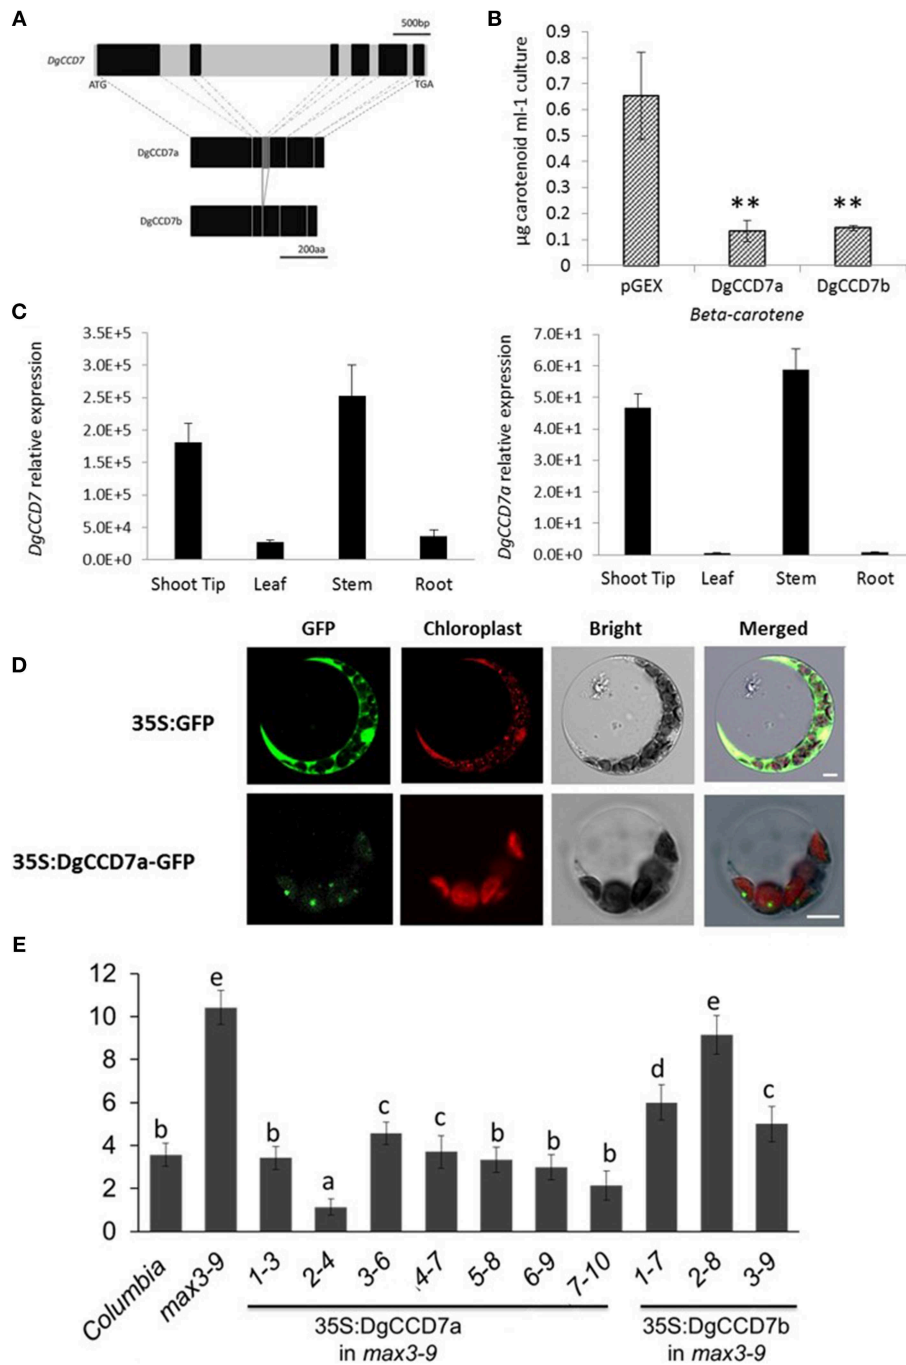 A
500bp
DgCCD7
ATG
TGA
DgCCD7a
DgCCD7b
200aa
B
µg carotenoid ml-1 culture
0.9
0.8
0.7
0.6
0.5
0.4
0.3
0.2
0.1
0
**
**
pGEX
DgCCD7a
DgCCD7b
Beta-carotene
C
DgCCD7 relative expression
3.5E+5
3.0E+5
2.5E+5
2.0E+5
1.5E+5
1.0E+5
5.0E+4
0.0E+0
Shoot Tip
Leaf
Stem
Root
DgCCD7a relative expression
7.0E+1
6.0E+1
5.0E+1
4.0E+1
3.0E+1
2.0E+1
1.0E+1
0.0E+0
Shoot Tip
Leaf
Stem
Root
D
GFP
Chloroplast
Bright
Merged
35S:GFP
35S:DgCCD7a-GFP
E
12
10
8
6
4
2
0
b
e
b
a
c
c
b
b
b
d
e
c
Columbia
max3-9
1-3
2-4
3-6
4-7
5-8
6-9
7-10
1-7
2-8
3-9
35S:DgCCD7a
in max3-9
35S:DgCCD7b
in max3-9